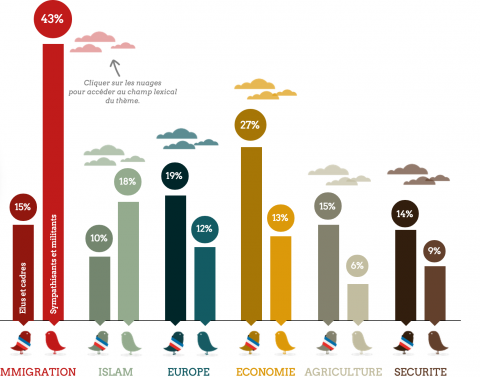 43%
Cliquer sur les nuages
pour accéder au champ lexical
du thème.
27%
19%
18%
15%
15%
14%
13%
12%
10%
9%
6%
Elus et cadres
Sympathisants et militants
MMIGRATION ISLAM EUROPE ECONOMIE AGRICULTURE SECURITE